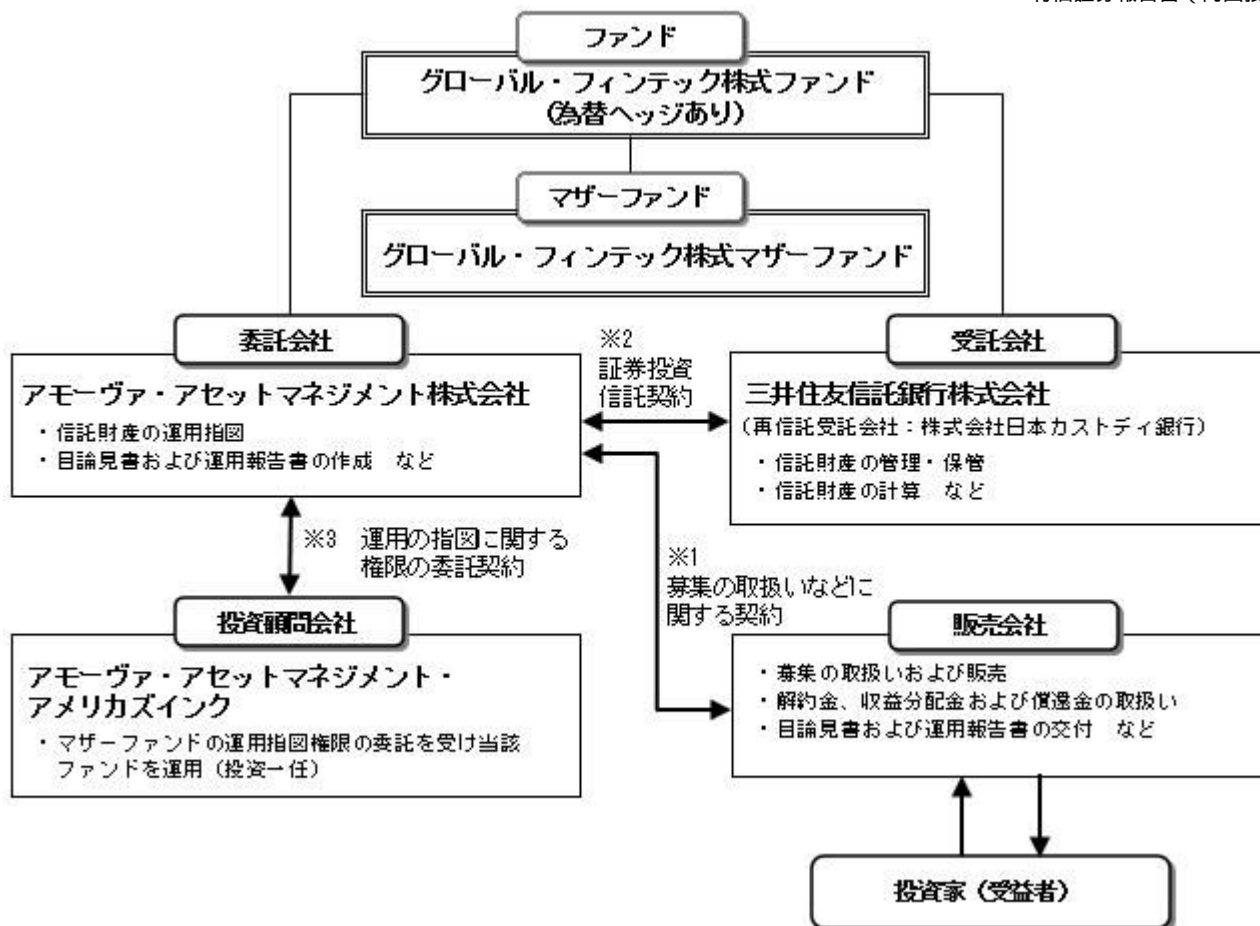 ファンド
グローバル・フィンテック株式ファンド
(為替ヘッジあり)
マザーファンド
グローバル・フィンテック株式マザーファンド
委託会社
アモーヴァ・アセットマネジメント株式会社
・信託財産の運用指図
・目論見書および運用報告書の作成　など
※2
証券投資
信託契約
受託会社
三井住友信託銀行株式会社
(再信託受託会社：株式会社日本カストディ銀行)
・信託財産の管理・保管
・信託財産の計算　など
※3　運用の指図に関する
権限の委託契約
※1
募集の取扱いなどに
関する契約
投資顧問会社
アモーヴァ・アセットマネジメント・
アメリカズインク
・マザーファンドの運用指図権限の委託を受け当該
ファンドを運用（投資一任）
販売会社
・募集の取扱いおよび販売
・解約金、収益分配金および償還金の取扱い
・目論見書および運用報告書の交付　など
投資家（受益者）